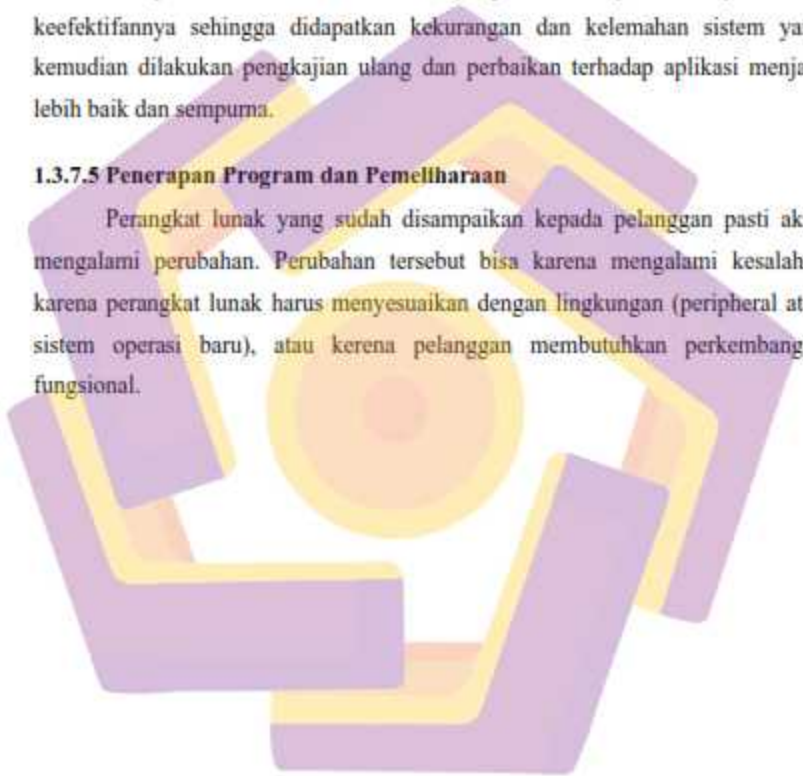 keefektifannya sehingga didapatkan kekurangan dan kelemahan sistem ya
kemudian dilakukan pengkajian ulang dan perbaikan terhadap aplikasi menja
lebih baik dan sempurna.
1.3.7.5 Penerapan Program dan Pemeliharaan
Perangkat lunak yang sudah disampaikan kepada pelanggan pasti ak
mengalami perubahan. Perubahan tersebut bisa karena mengalami kesalah
karena perangkat lunak harus menyesuaikan dengan lingkungan (peripheral at
sistem operasi baru), atau kerena pelanggan membutuhkan perkembang
fungsional.